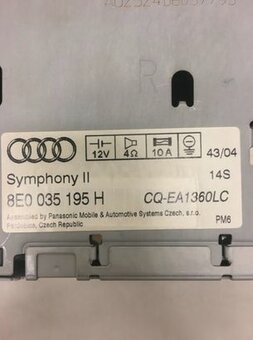 R
12V 4Ω 10A 43/04
Symphony II 14S
8E0 035 195 H CQ-EA1360LC
Assembled by Panasonic Mobile & Automotive Systems Czech, s.r.o. PM6
Pardubice, Czech Republic